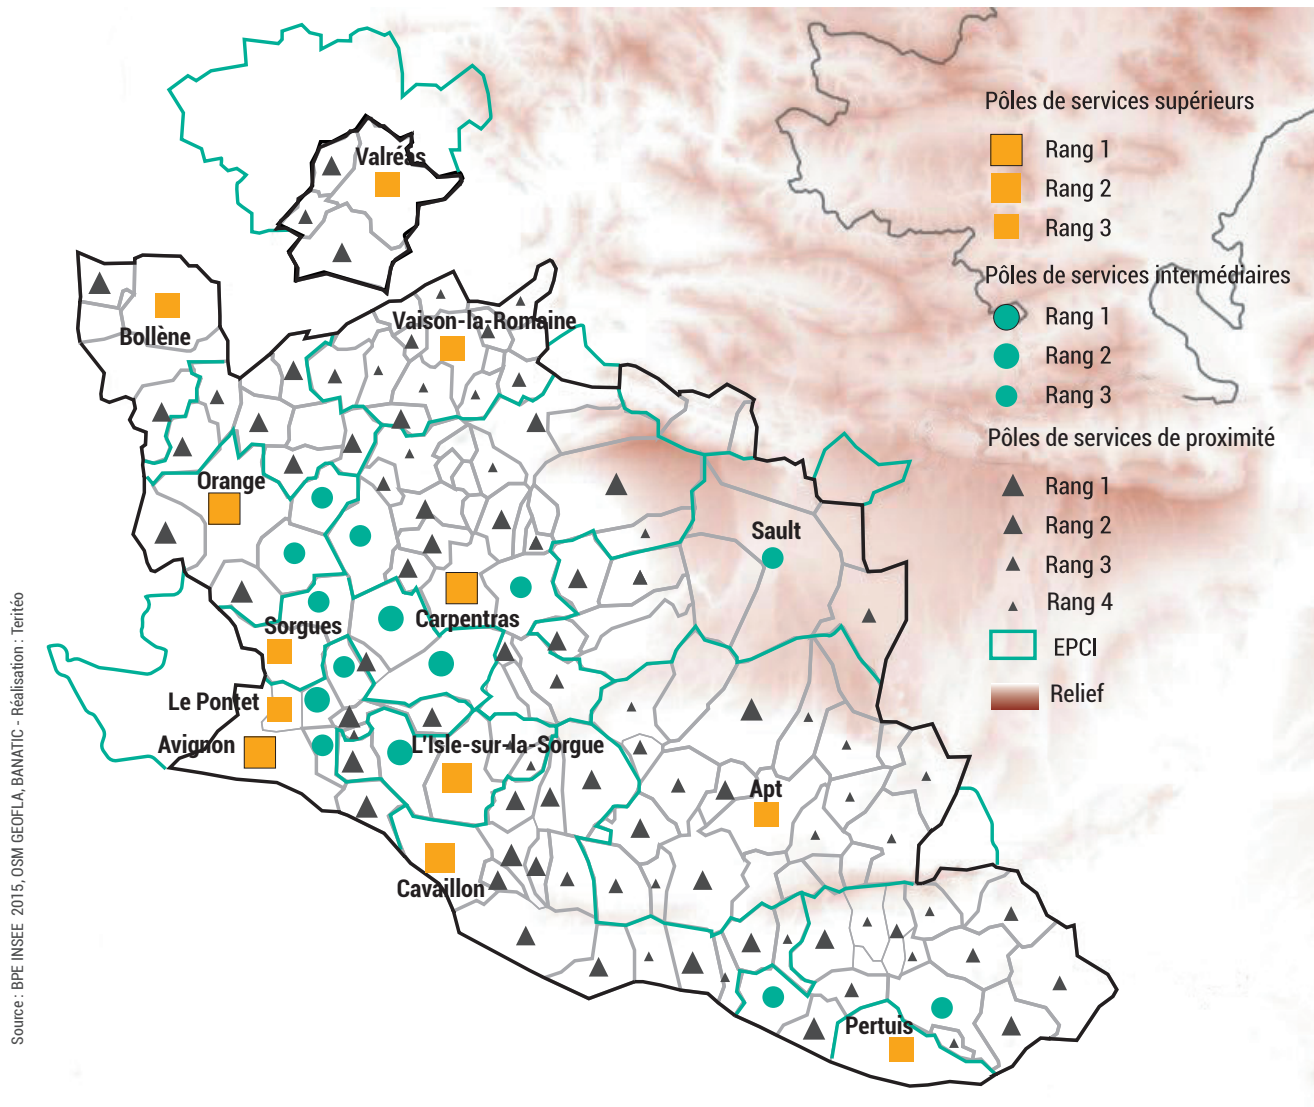 Pôles de services supérieurs
Rang 1
Rang 2
Rang 3
Pôles de services intermédiaires
Rang 1
Rang 2
Rang 3
Pôles de services de proximité
Rang 1
Rang 2
Rang 3
Rang 4
EPCI
Relief
Valréas
Bollène
Vaison-la-Romaine
Orange
Sault
Carpentras
Sorgues
Le Pontet
Avignon
L'Isle-sur-la-Sorgue
Apt
Cavaillon
Pertuis
Source : BPE INSEE 2015, OSM GEOFLA, BANATIC - Réalisation : Teritéo